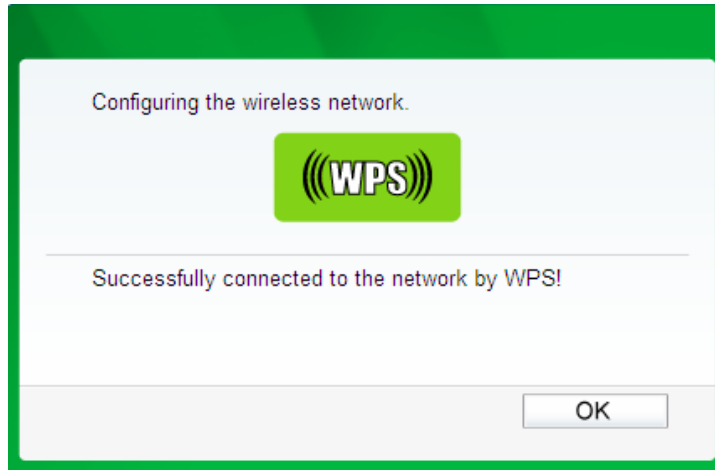 Configuring the wireless network.
(((WPS)))
Successfully connected to the network by WPS!
OK